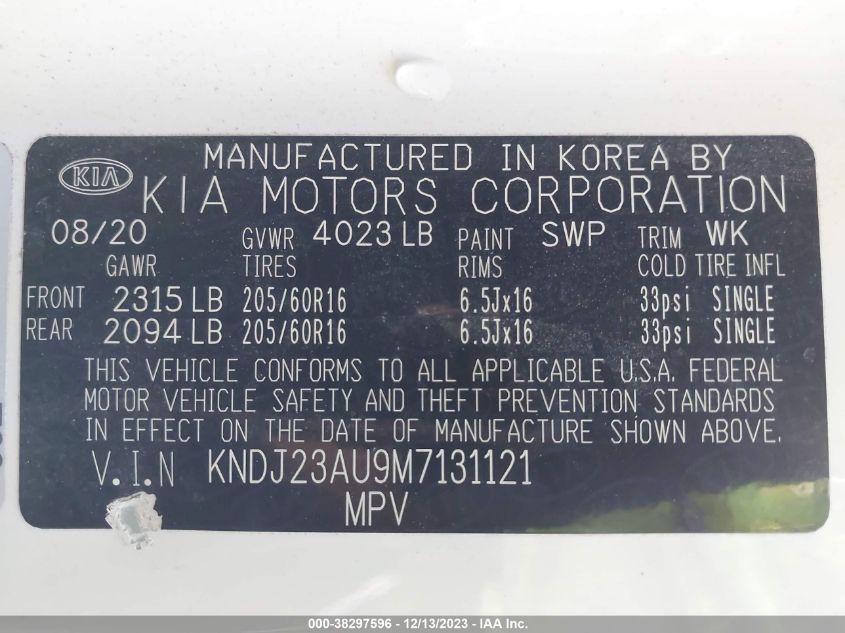 MANUFACTURED IN KOREA BY
KIA KIA MOTORS CORPORATION
08/20 GVWR 4023 LB PAINT SWP TRIM WK
GAWR TIRES RIMS COLD TIRE INFL
FRONT 2315 LB 205/60R16 6.5Jx16 33psi SINGLE
REAR 2094 LB 205/60R16 6.5Jx16 33psi SINGLE
THIS VEHICLE CONFORMS TO ALL APPLICABLE U.S.A. FEDERAL
MOTOR VEHICLE SAFETY AND THEFT PREVENTION STANDARDS
IN EFFECT ON THE DATE OF MANUFACTURE SHOWN ABOVE.
V.I.N KNDJ23AU9M7131121
MPV
000-38297596 - 12/13/2023 - IAA Inc.